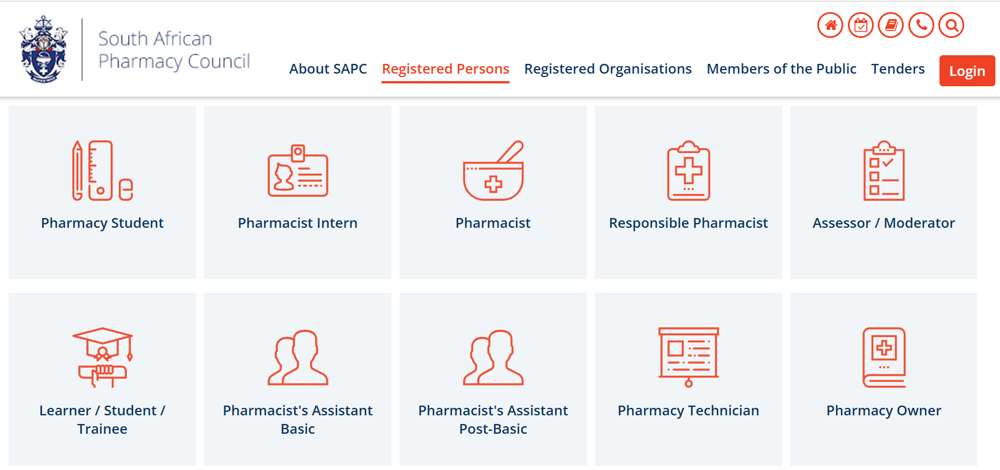 South African
Pharmacy Council
About SAPC
Registered Persons
Registered Organisations
Members of the Public
Tenders
Login
Pharmacy Student
Pharmacist Intern
Pharmacist
Responsible Pharmacist
Assessor / Moderator
Learner / Student /
Trainee
Pharmacist's Assistant
Basic
Pharmacist's Assistant
Post-Basic
Pharmacy Technician
Pharmacy Owner